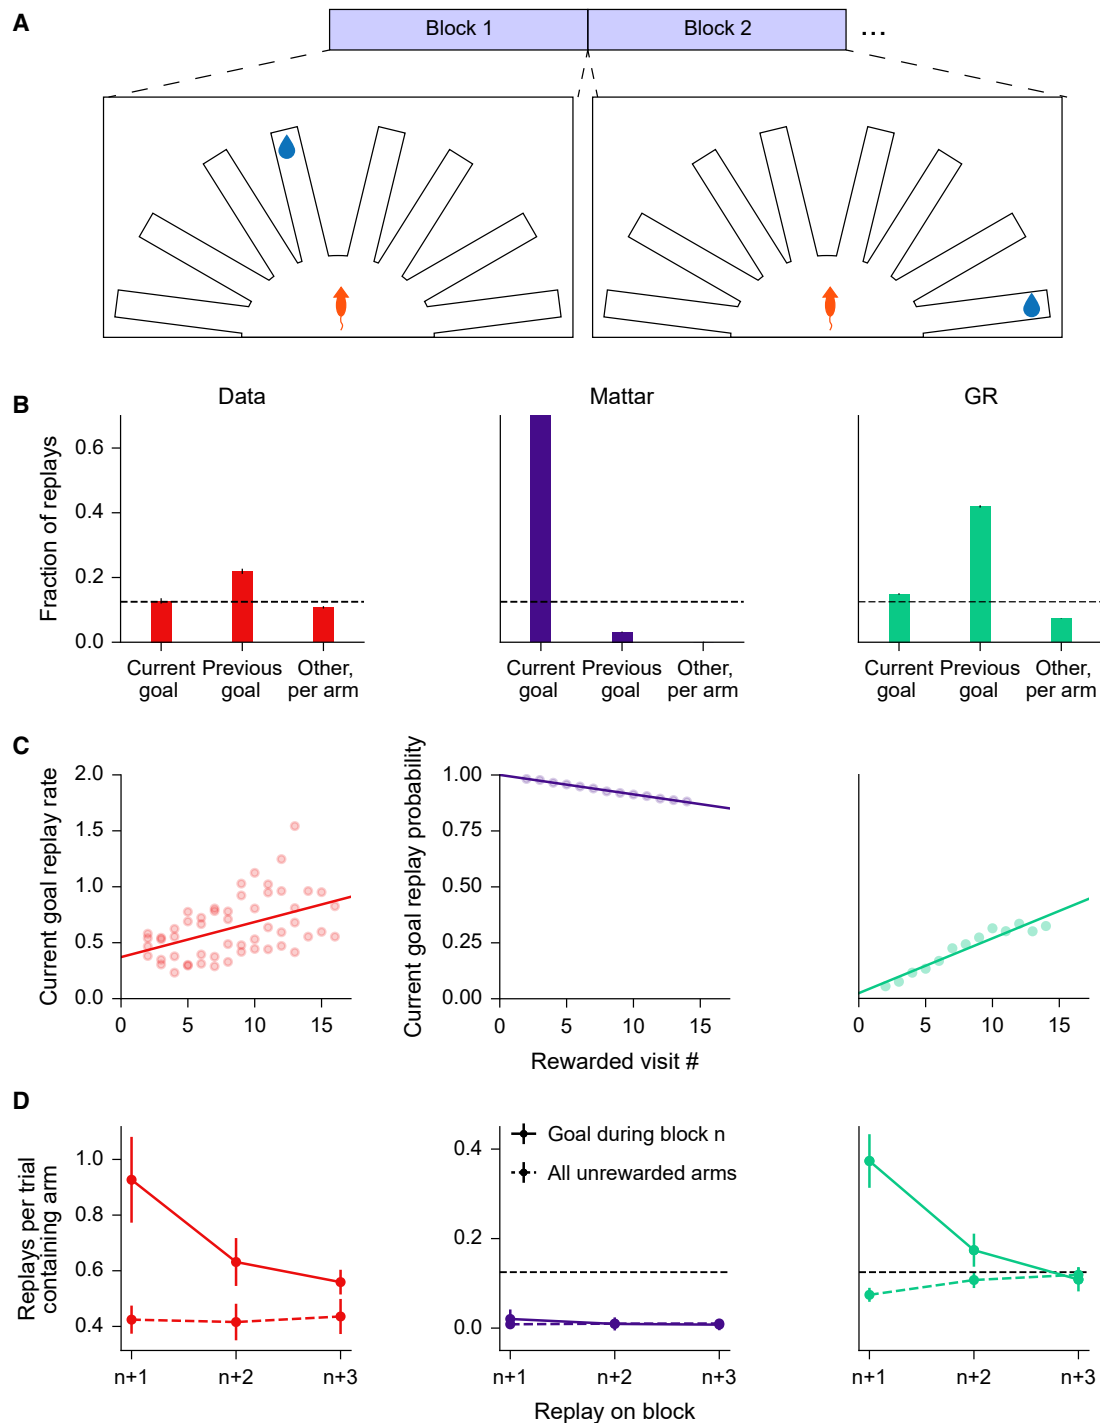 A
Block 1
Block 2
...
B
Data
Mattar
GR
Fraction of replays
0.6
0.4
0.2
0.0
Current goal
Previous goal
Other, per arm
Current goal
Previous goal
Other, per arm
Current goal
Previous goal
Other, per arm
C
Current goal replay rate
2.0
1.5
1.0
0.5
0.0
0 5 10 15
Current goal replay probability
1.00
0.75
0.50
0.25
0.00
0 5 10 15
0 5 10 15
Rewarded visit #
D
Replays per trial
containing arm
1.0
0.8
0.6
0.4
n+1 n+2 n+3
0.4
0.2
0.0
Goal during block n
All unrewarded arms
n+1 n+2 n+3
n+1 n+2 n+3
Replay on block